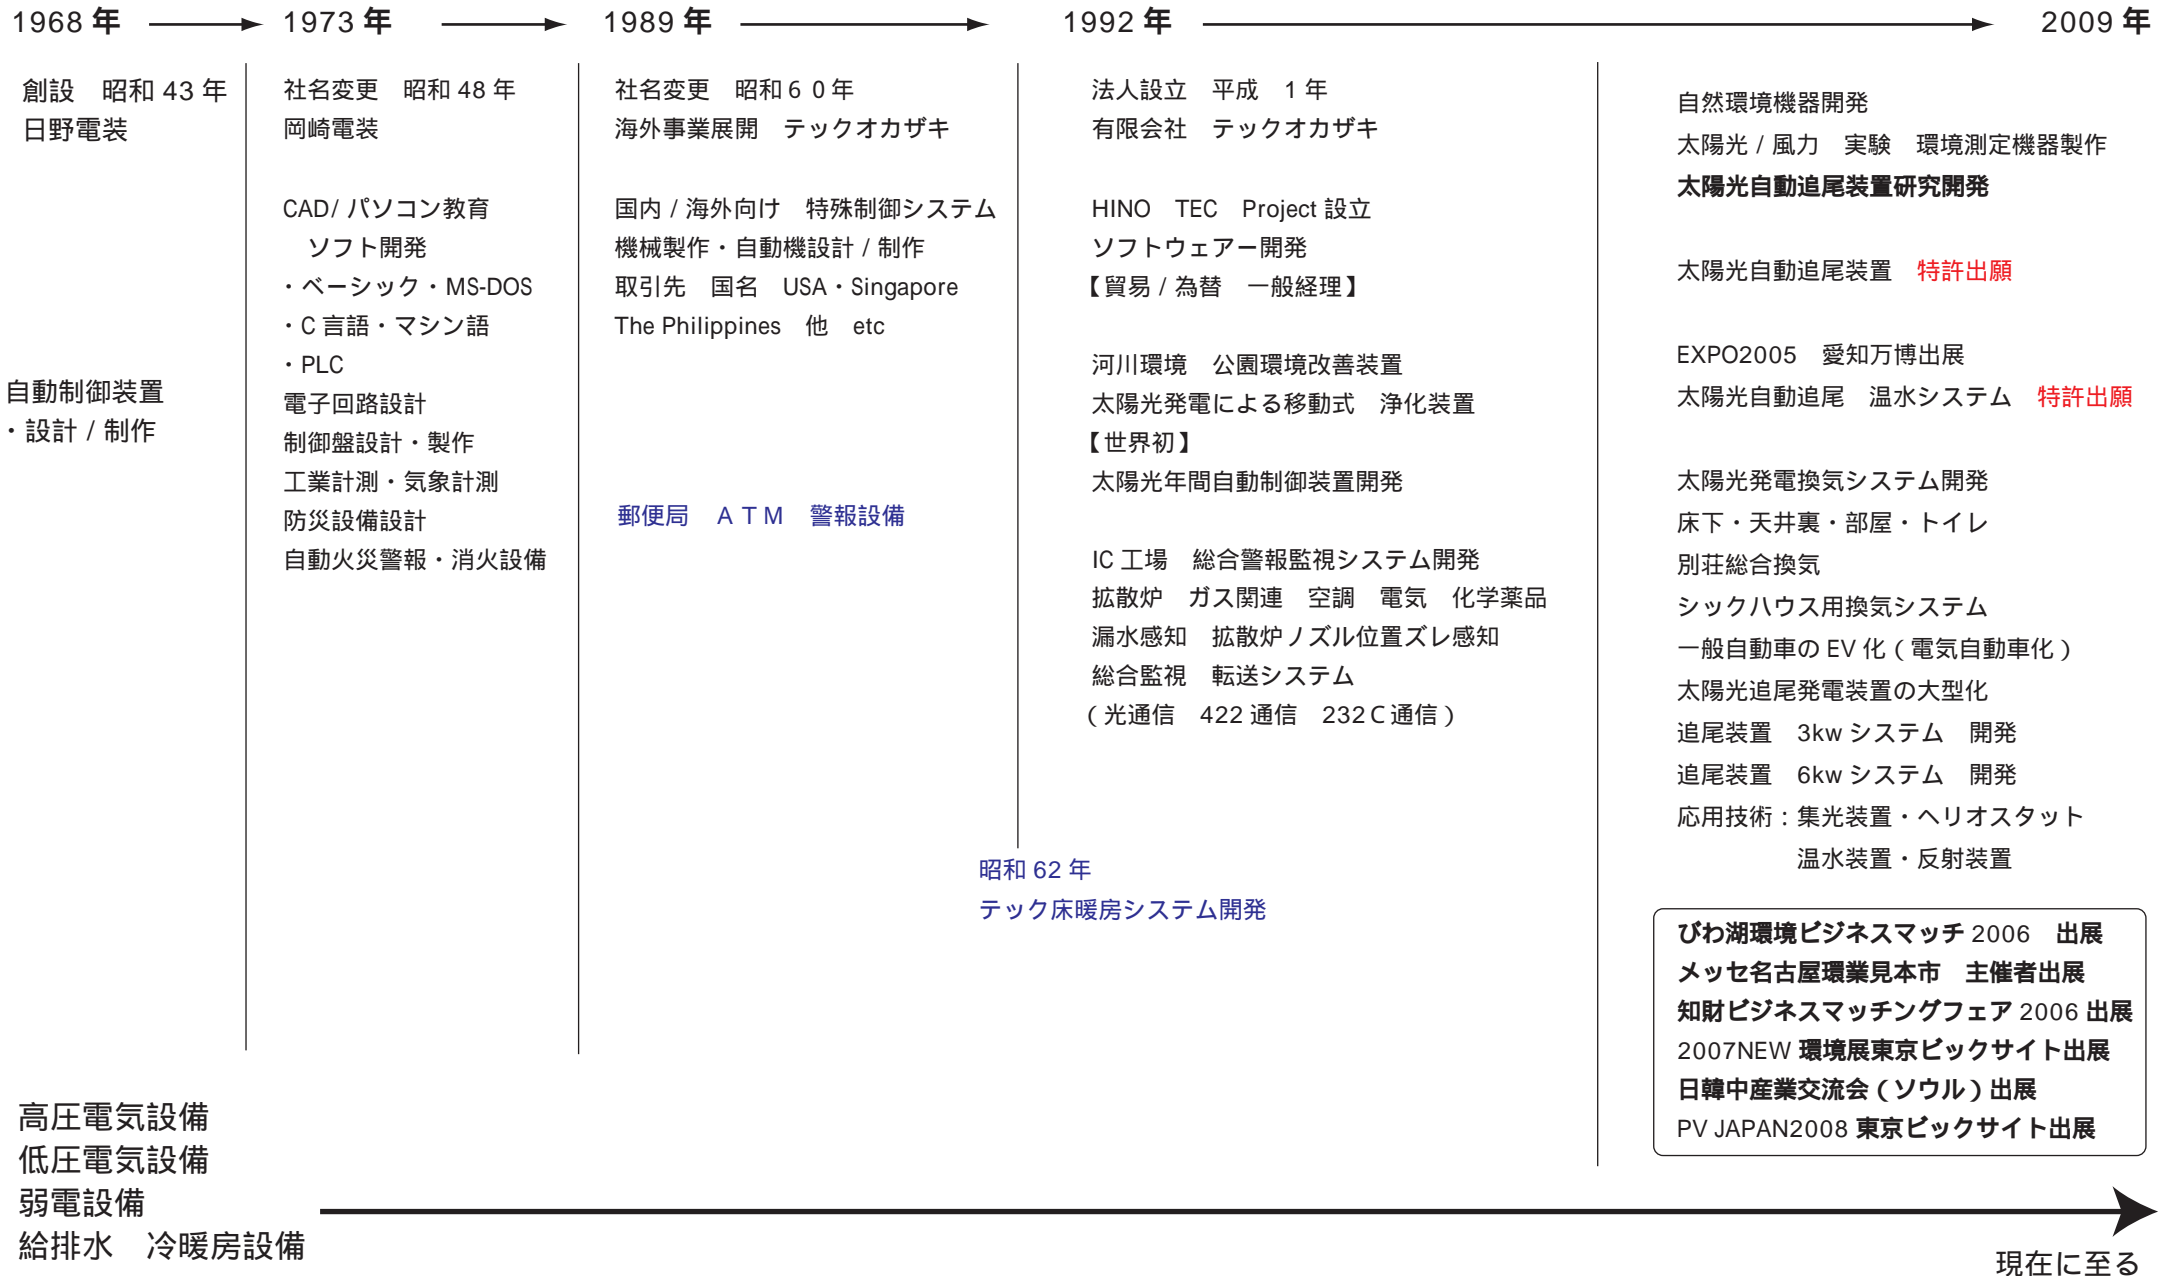 1968 年
1973 年
1989 年
1992 年
2009 年
創設　昭和 43 年
日野電装
自動制御装置
・設計 / 制作
社名変更　昭和 48 年
岡崎電装
CAD/ パソコン教育
ソフト開発
・ベーシック・MS-DOS
・C 言語・マシン語
・PLC
電子回路設計
制御盤設計・製作
工業計測・気象計測
防災設備設計
自動火災警報・消火設備
社名変更　昭和６０年
海外事業展開　テックオカザキ
国内 / 海外向け　特殊制御システム
機械製作・自動機設計 / 制作
取引先　国名　USA・Singapore
The Philippines　他　etc
郵便局　ＡＴＭ　警報設備
法人設立　平成　1 年
有限会社　テックオカザキ
HINO　TEC　Project 設立
ソフトウェアー開発
【貿易 / 為替　一般経理】
河川環境　公園環境改善装置
太陽光発電による移動式　浄化装置
【世界初】
太陽光年間自動制御装置開発
IC 工場　総合警報監視システム開発
拡散炉　ガス関連　空調　電気　化学薬品
漏水感知　拡散炉ノズル位置ズレ感知
総合監視　転送システム
（光通信　422 通信　232Ｃ通信）
昭和 62 年
テック床暖房システム開発
自然環境機器開発
太陽光 / 風力　実験　環境測定機器製作
太陽光自動追尾装置研究開発
太陽光自動追尾装置　特許出願
EXPO2005　愛知万博出展
太陽光自動追尾　温水システム　特許出願
太陽光発電換気システム開発
床下・天井裏・部屋・トイレ
別荘総合換気
シックハウス用換気システム
一般自動車の EV 化（電気自動車化）
太陽光追尾発電装置の大型化
追尾装置　3kw システム　開発
追尾装置　6kw システム　開発
応用技術：集光装置・ヘリオスタット
温水装置・反射装置
びわ湖環境ビジネスマッチ 2006　出展
メッセ名古屋環業見本市　主催者出展
知財ビジネスマッチングフェア 2006 出展
2007NEW 環境展東京ビックサイト出展
日韓中産業交流会（ソウル）出展
PV JAPAN2008 東京ビックサイト出展
高圧電気設備
低圧電気設備
弱電設備
給排水　冷暖房設備
現在に至る